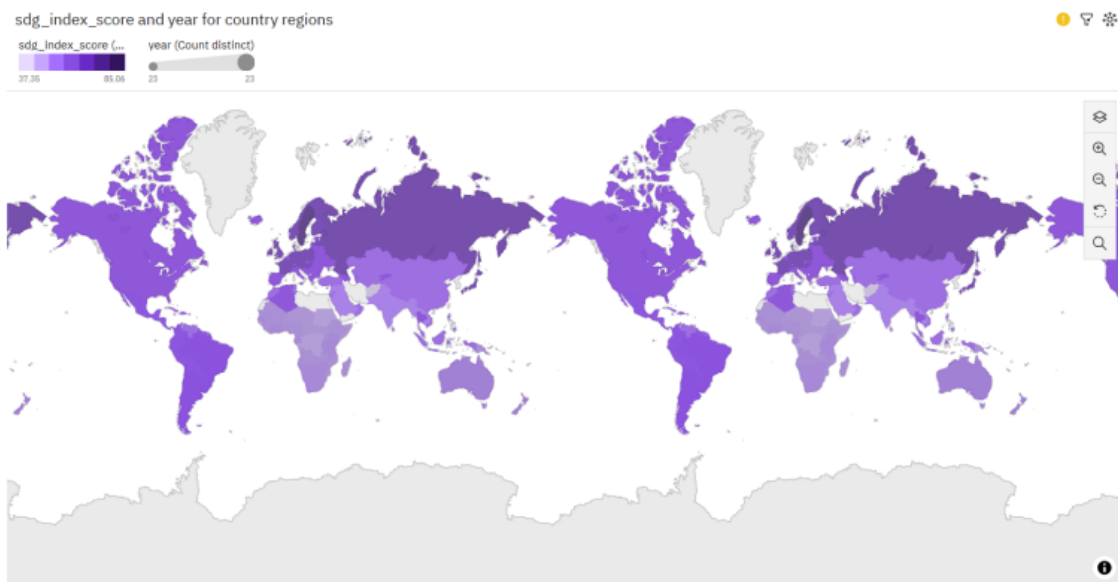 sdg_index_score and year for country regions
sdg_index_score (...
year (Count distinct)
37.35
85.06
23
23